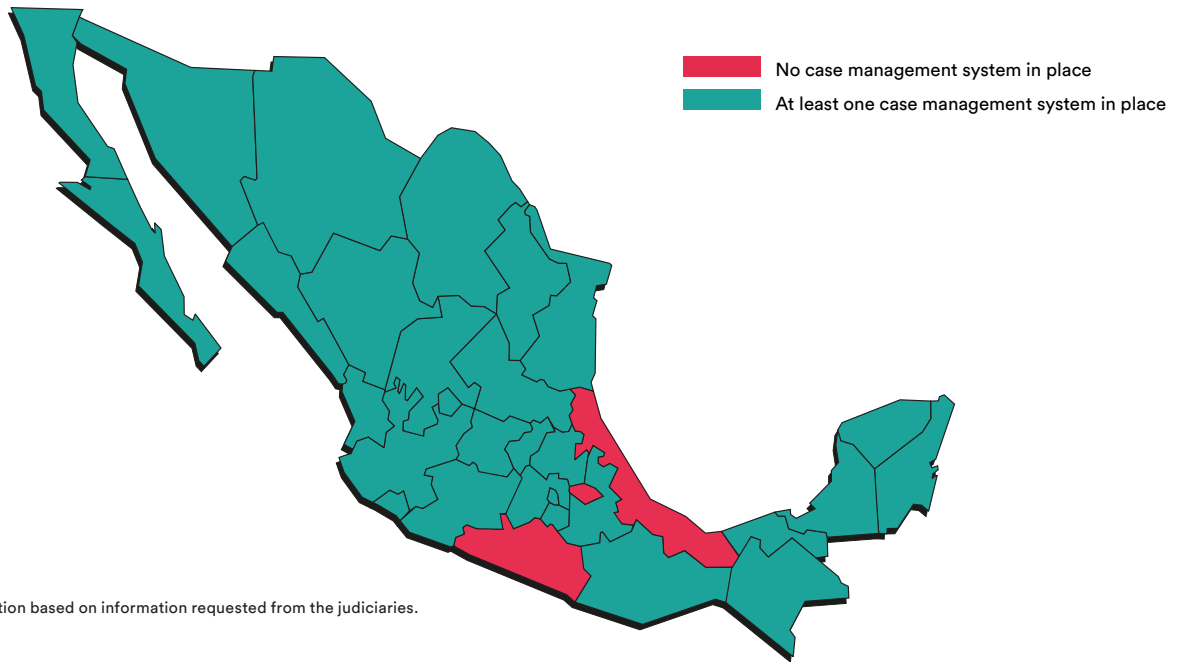 No case management system in place
At least one case management system in place
based on information requested from the judiciaries.